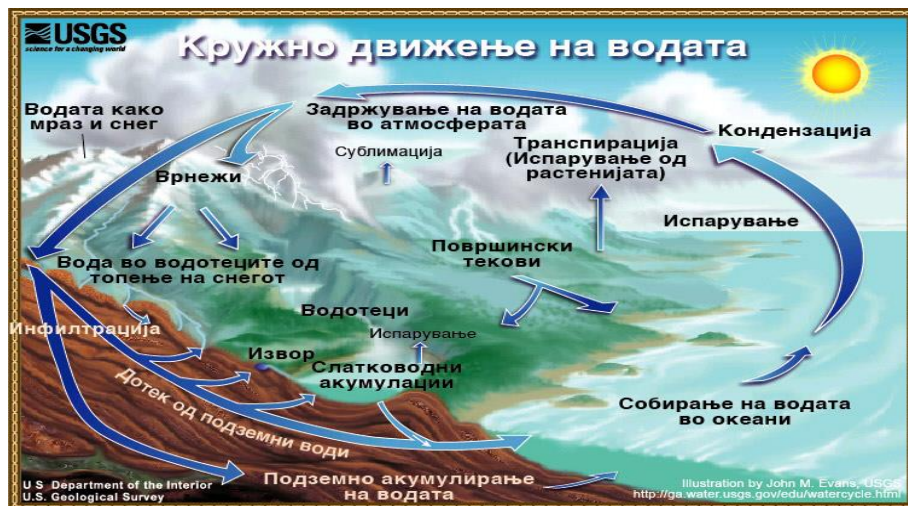 USGS
science for a changing world
Кружно движење на водата
Водата како
мраз и снег
Задржување на водата
во атмосферата
Кондензација
Сублимација
Транспирација
(Испарување од
растенијата)
Врнежи
Испарување
Површински
текови
Вода во водотеците од
топење на снегот
Водотеци
Инфилтрација
Испарување
Извор
Слатководни
акумулации
Дотек од подземни води
Собирање на водата
во океани
Подземно акумулирање
на водата
U S Department of the Interior
U.S. Geological Survey
Illustration by John M. Evans, USGS
http://ga.water.usgs.gov/edu/watercycle.html